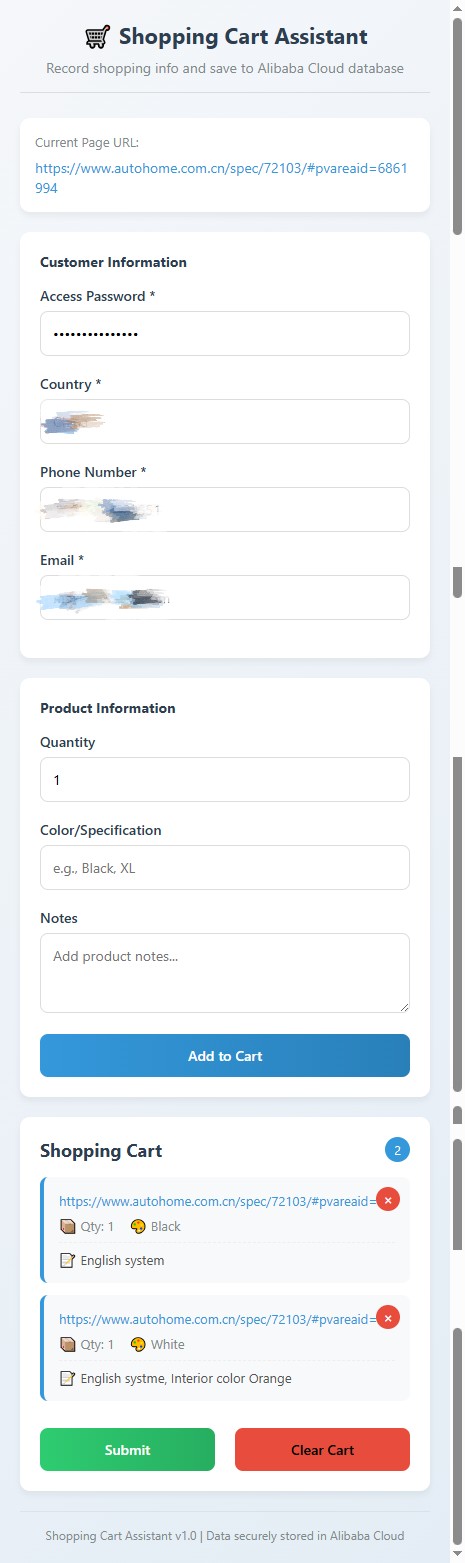 Shopping Cart Assistant
Record shopping info and save to Alibaba Cloud database
Current Page URL:
https://www.autohome.com.cn/spec/72103/#pvareaid=6861
994
Customer Information
Access Password *
•••••••••••••••
Country *
Phone Number *
Email *
Product Information
Quantity
1
Color/Specification
e.g., Black, XL
Notes
Add product notes...
Add to Cart
Shopping Cart
2
https://www.autohome.com.cn/spec/72103/#pvareaid=
×
Qty: 1 Black
English system
https://www.autohome.com.cn/spec/72103/#pvareaid=
×
Qty: 1 White
English systme, Interior color Orange
Submit
Clear Cart
Shopping Cart Assistant v1.0 | Data securely stored in Alibaba Cloud